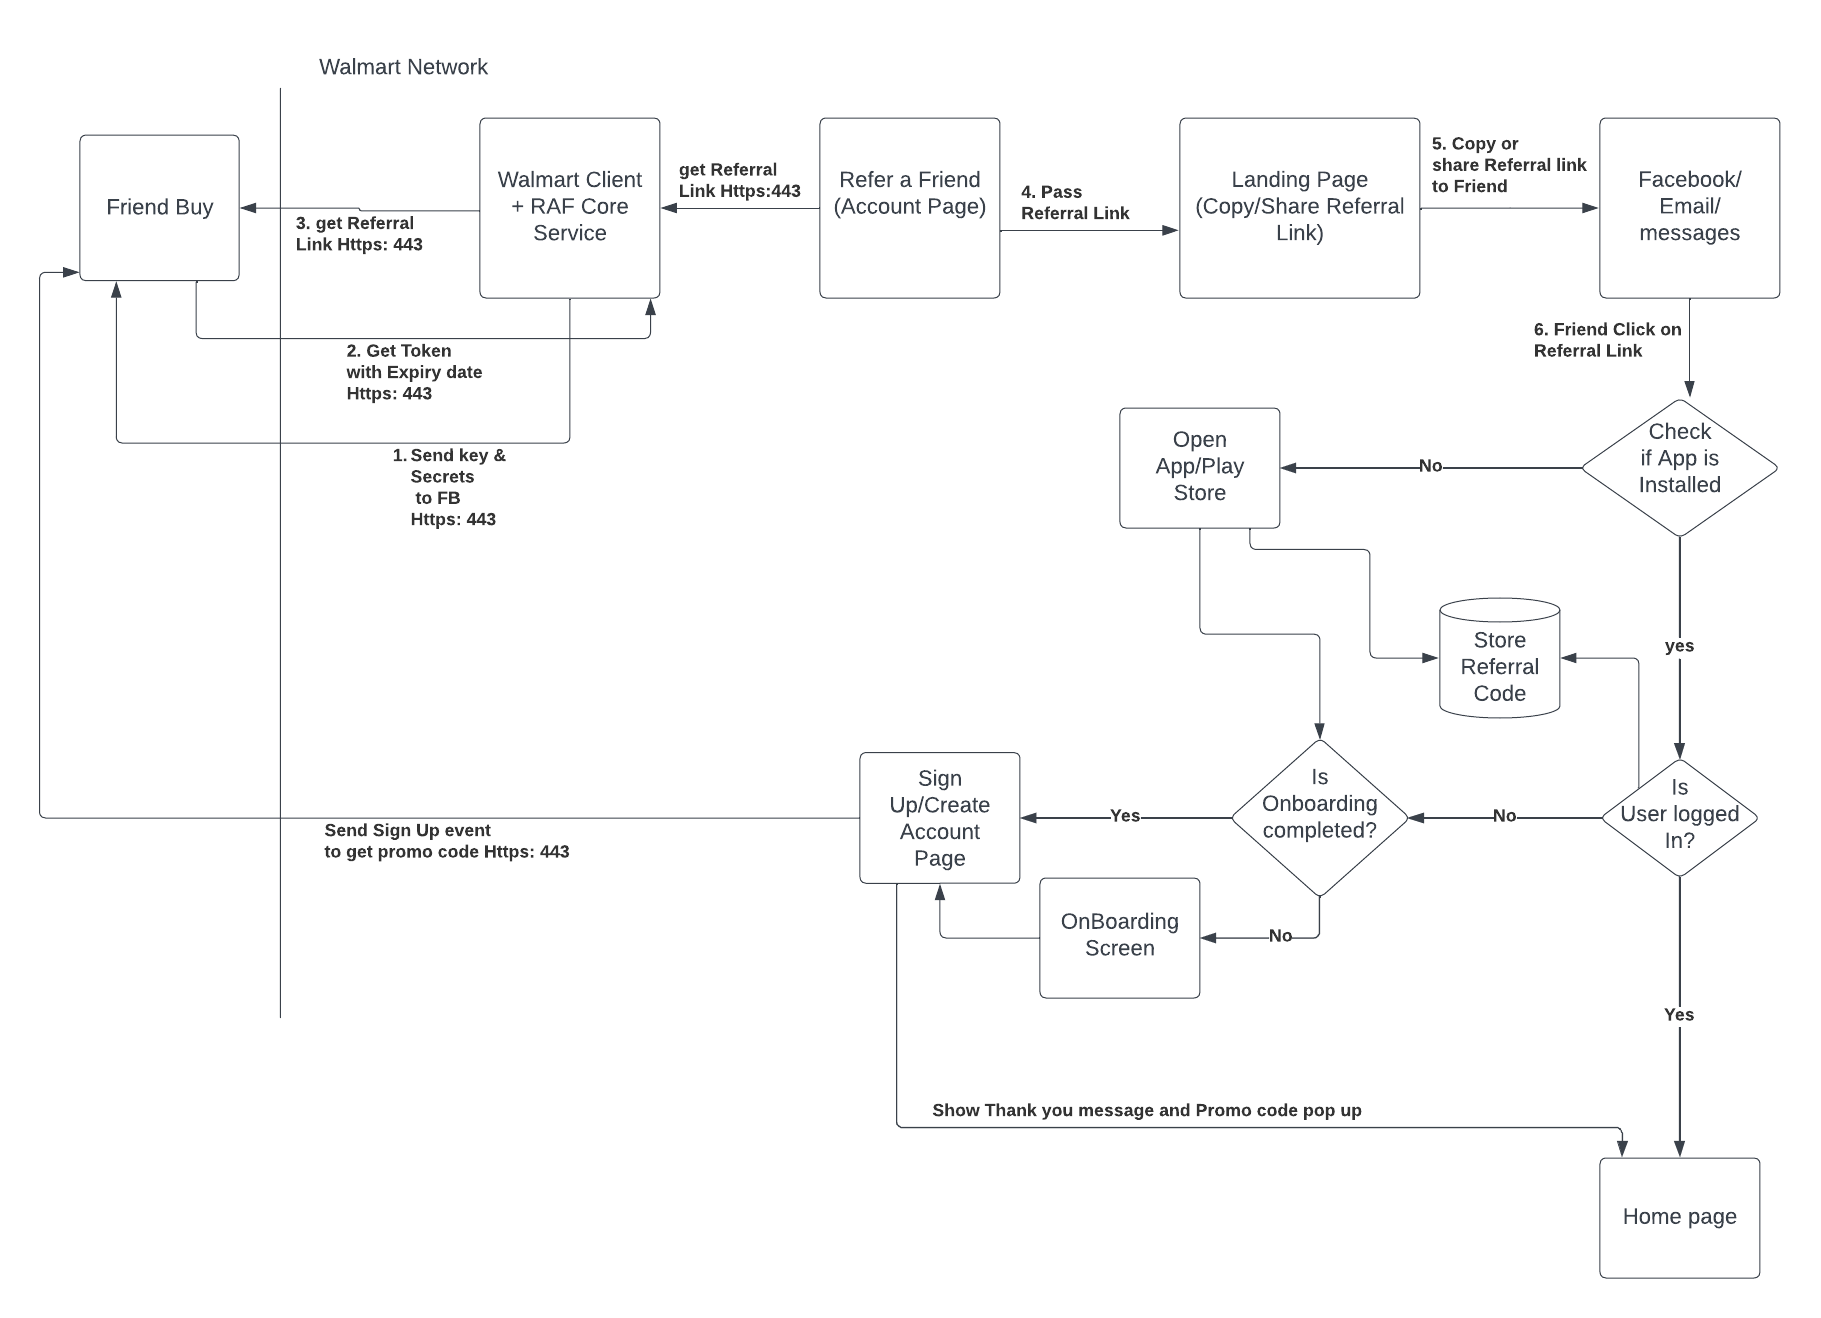 Walmart Network
Friend Buy
Walmart Client
+ RAF Core
Service
get Referral
Link Https:443
Refer a Friend
(Account Page)
4. Pass
Referral Link
Landing Page
(Copy/Share Referral
Link)
5. Copy or
share Referral link
to Friend
Facebook/
Email/
messages
3. get Referral
Link Https: 443
2. Get Token
with Expiry date
Https: 443
1. Send key &
Secrets
to FB
Https: 443
6. Friend Click on
Referral Link
Check
if App is
Installed
No
Open
App/Play
Store
yes
Store
Referral
Code
Is
User logged
In?
No
Is
Onboarding
completed?
Yes
Sign
Up/Create
Account
Page
Send Sign Up event
to get promo code Https: 443
No
OnBoarding
Screen
Yes
Show Thank you message and Promo code pop up
Home page